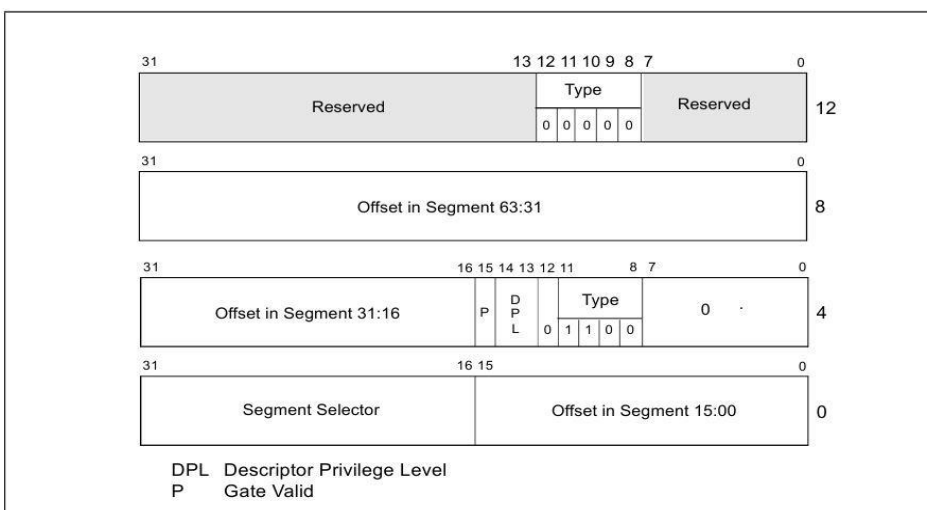 31 13 12 11 10 9 8 7 0
Type
Reserved Reserved 12
0 0 0 0 0
31 0
Offset in Segment 63:31 8
31 16 15 14 13 12 11 8 7 0
Offset in Segment 31:16 P D P L 0 Type 0 4
1 1 0 0
31 16 15 0
Segment Selector Offset in Segment 15:00 0
DPL Descriptor Privilege Level
P Gate Valid